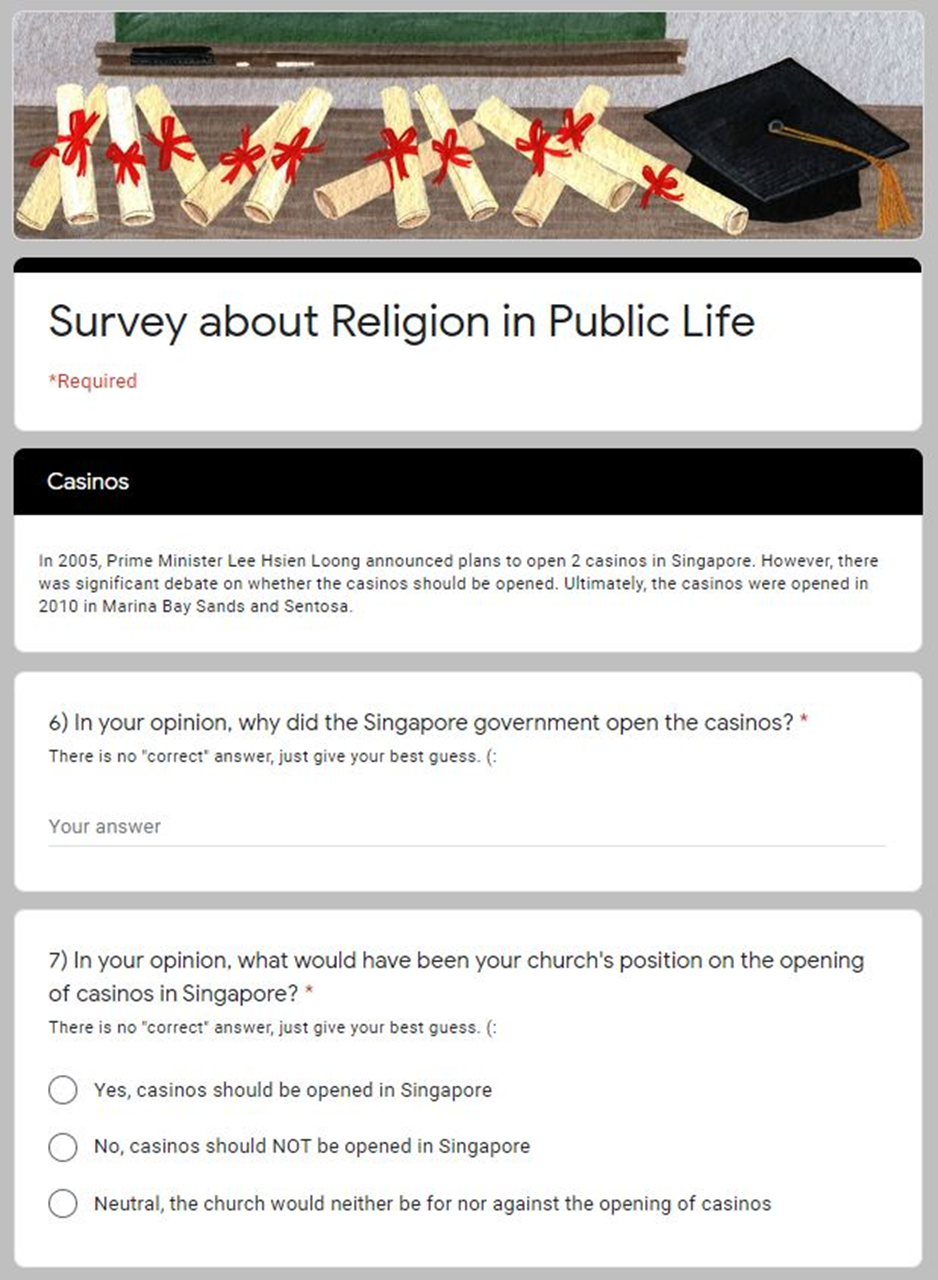 Survey about Religion in Public Life
*Required
Casinos
In 2005, Prime Minister Lee Hsien Loong announced plans to open 2 casinos in Singapore. However, there
was significant debate on whether the casinos should be opened. Ultimately, the casinos were opened in
2010 in Marina Bay Sands and Sentosa.
6) In your opinion, why did the Singapore government open the casinos? *
There is no "correct" answer, just give your best guess. (:
Your answer
7) In your opinion, what would have been your church's position on the opening
of casinos in Singapore? *
There is no "correct" answer, just give your best guess. (:
Yes, casinos should be opened in Singapore
No, casinos should NOT be opened in Singapore
Neutral, the church would neither be for nor against the opening of casinos